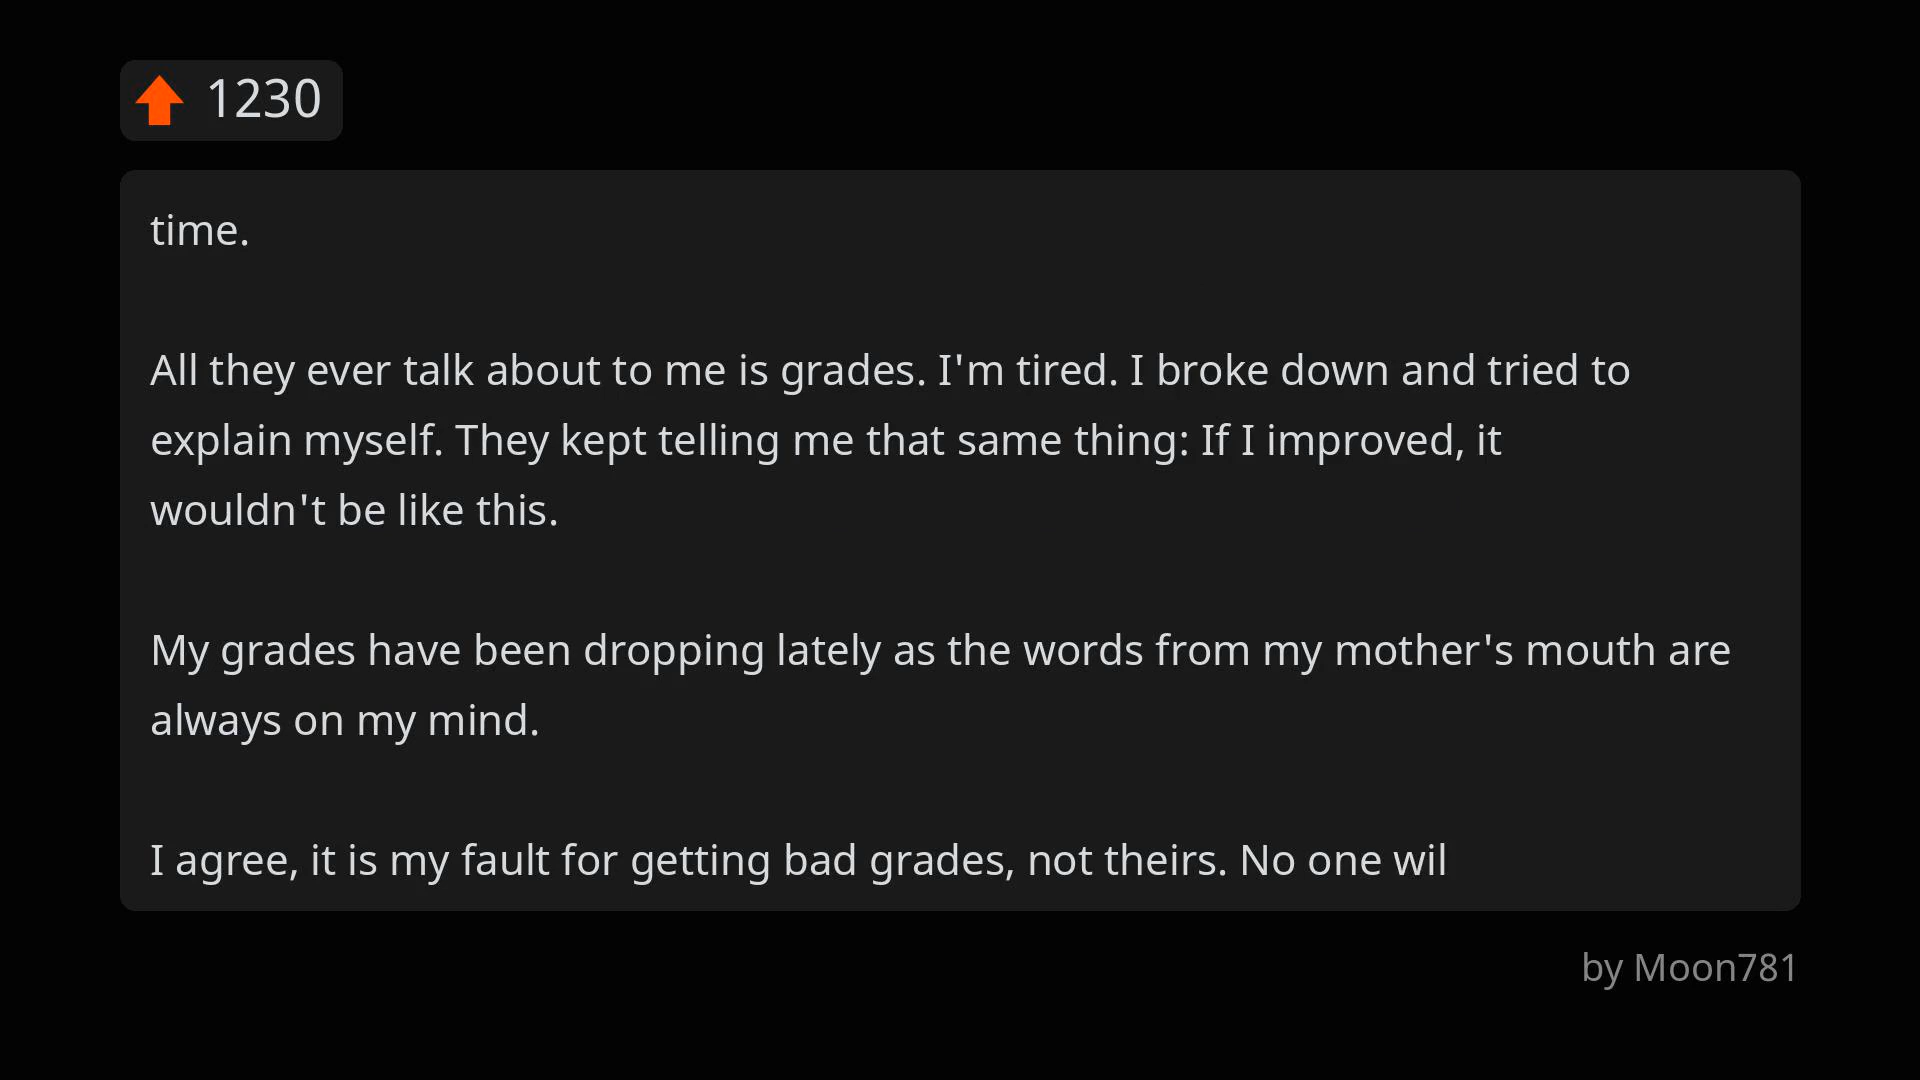 1230
time.
All they ever talk about to me is grades. I'm tired. I broke down and tried to
explain myself. They kept telling me that same thing: If I improved, it
wouldn't be like this.
My grades have been dropping lately as the words from my mother's mouth are
always on my mind.
I agree, it is my fault for getting bad grades, not theirs. No one wil
by Moon781